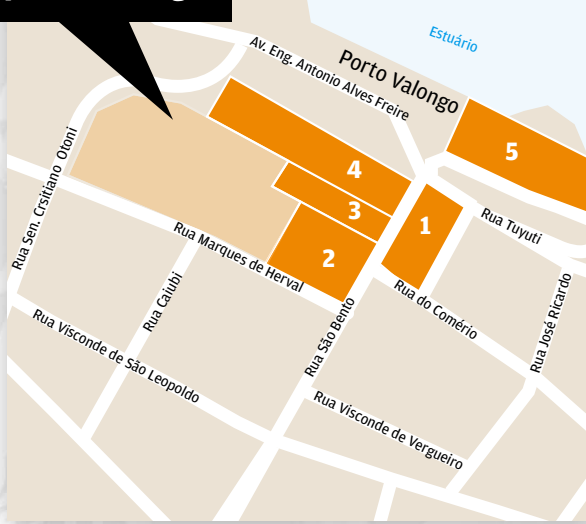 Estuário
Av. Eng. Antonio Alves Freire
Porto Valongo
5
4
3
1
2
Rua Tuyuti
Rua Sen. Crsitiano Otoni
Rua Marques de Herval
Rua do Comério
Rua Caiubi
Rua São Bento
Rua José Ricardo
Rua Visconde de São Leopoldo
Rua Visconde de Vergueiro